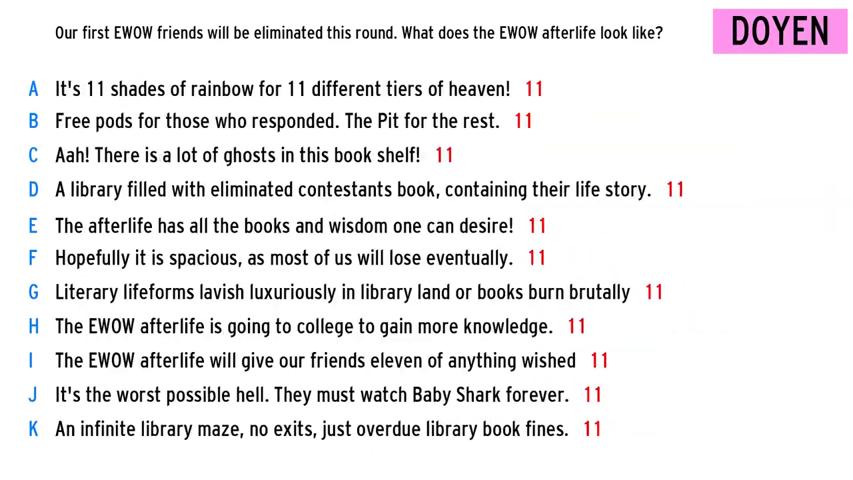 Our first EWOW friends will be eliminated this round. What does the EWOW afterlife look like?
DOYEN
A It's 11 shades of rainbow for 11 different tiers of heaven! 11
B Free pods for those who responded. The Pit for the rest. 11
C Aah! There is a lot of ghosts in this book shelf! 11
D A library filled with eliminated contestants book, containing their life story. 11
E The afterlife has all the books and wisdom one can desire! 11
F Hopefully it is spacious, as most of us will lose eventually. 11
G Literary lifeforms lavish luxuriously in library land or books burn brutally 11
H The EWOW afterlife is going to college to gain more knowledge. 11
I The EWOW afterlife will give our friends eleven of anything wished 11
J It's the worst possible hell. They must watch Baby Shark forever. 11
K An infinite library maze, no exits, just overdue library book fines. 11